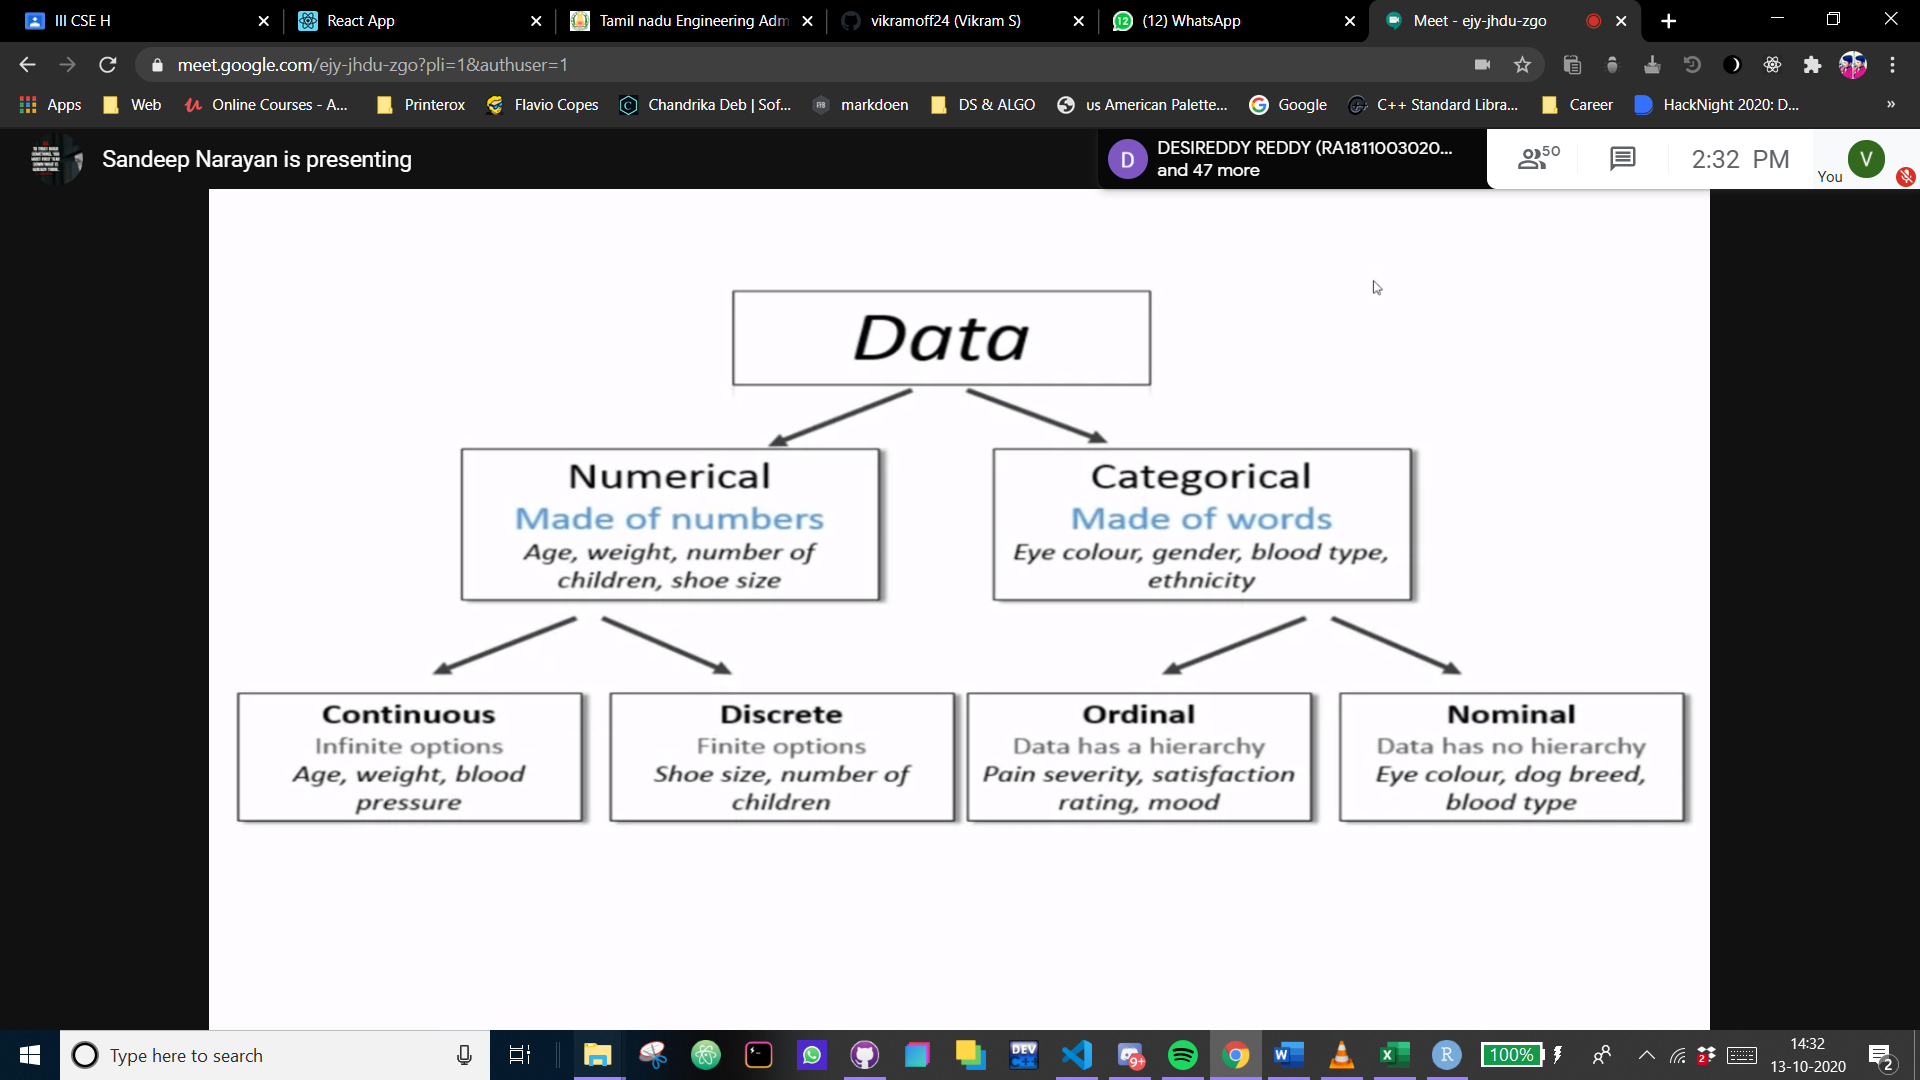 III CSE H
React App
Tamil nadu Engineering Adm
vikramoff24 (Vikram S)
(12) WhatsApp
Meet - ejy-jhdu-zgo
meet.google.com/ejy-jhdu-zgo?pli=1&authuser=1
Apps
Web
Online Courses - A...
Printerox
Flavio Copes
Chandrika Deb | Sof...
markdoen
DS & ALGO
us American Palette...
Google
C++ Standard Libra...
Career
HackNight 2020: D...
»
Sandeep Narayan is presenting
D
DESIREDDY REDDY (RA1811003020...
and 47 more
50
2:32 PM
You
V
Data
Numerical
Made of numbers
Age, weight, number of
children, shoe size
Categorical
Made of words
Eye colour, gender, blood type,
ethnicity
Continuous
Infinite options
Age, weight, blood
pressure
Discrete
Finite options
Shoe size, number of
children
Ordinal
Data has a hierarchy
Pain severity, satisfaction
rating, mood
Nominal
Data has no hierarchy
Eye colour, dog breed,
blood type
Type here to search
DEV
C++
9+
R
100%
2
14:32
13-10-2020
2